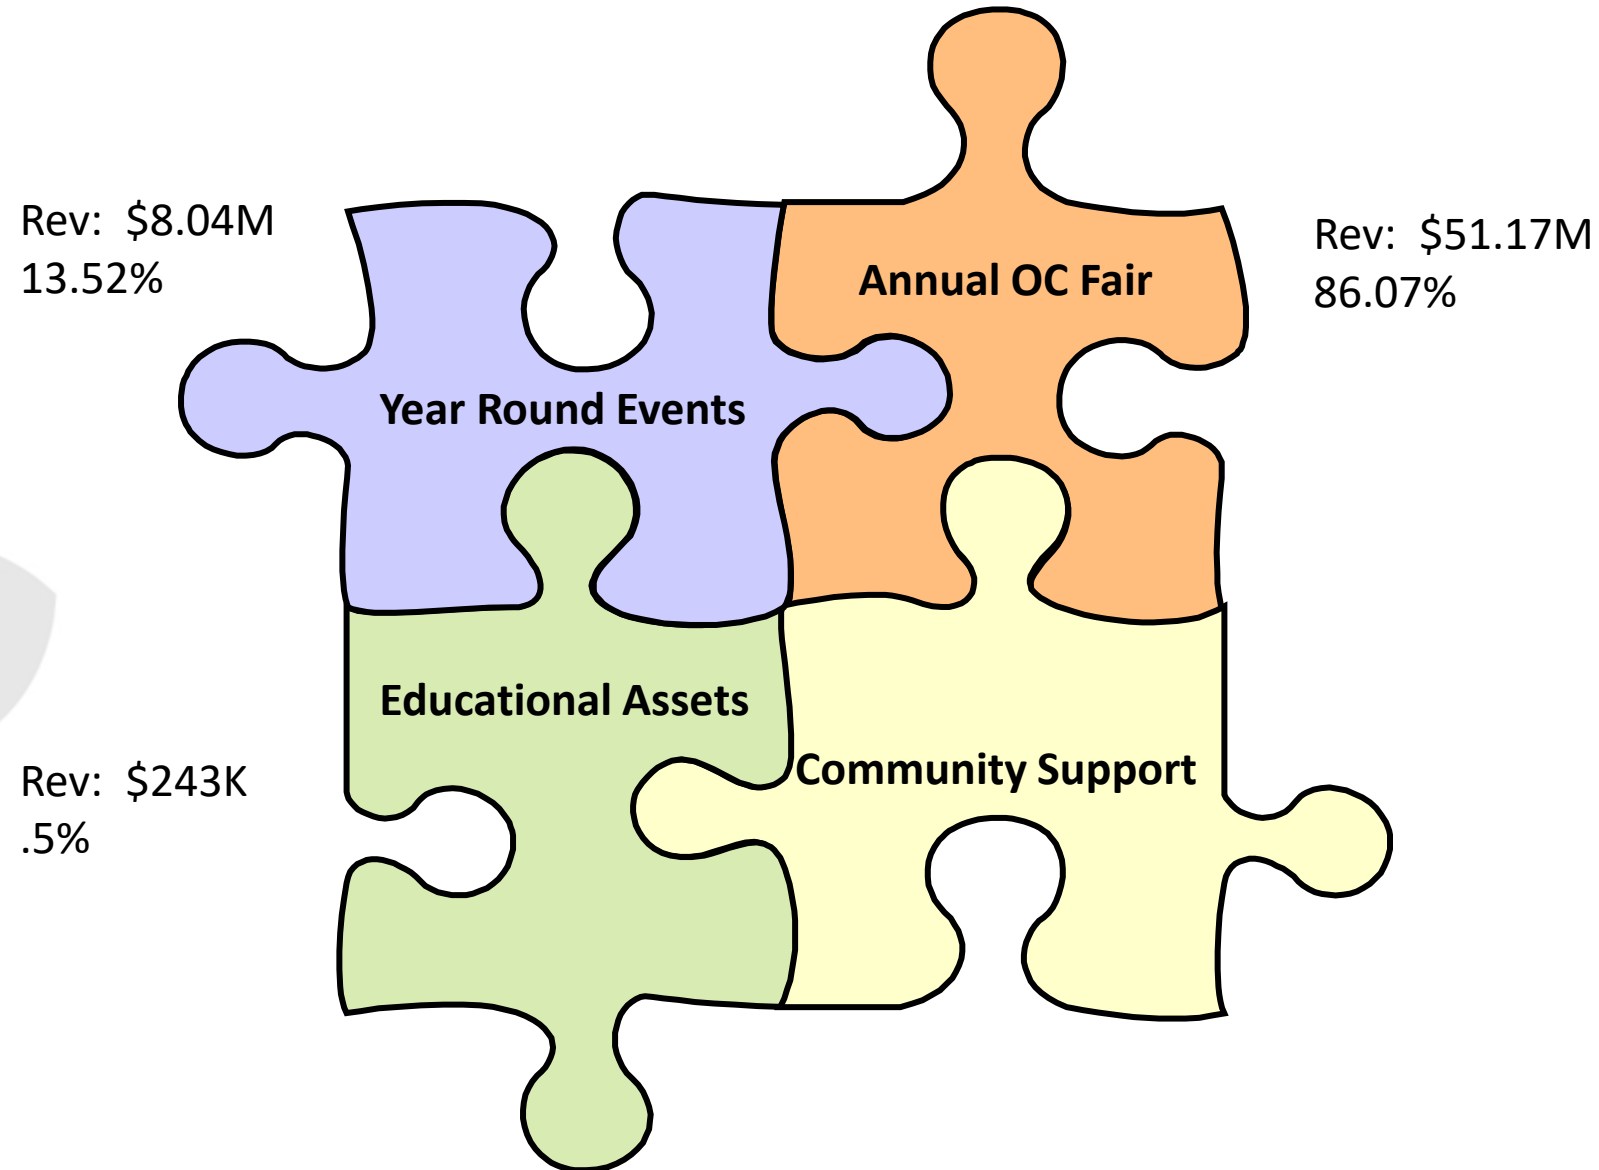 Rev: $8.04M
13.52%
Annual OC Fair
Rev: $51.17M
86.07%
Year Round Events
Educational Assets
Rev: $243K
.5%
Community Support